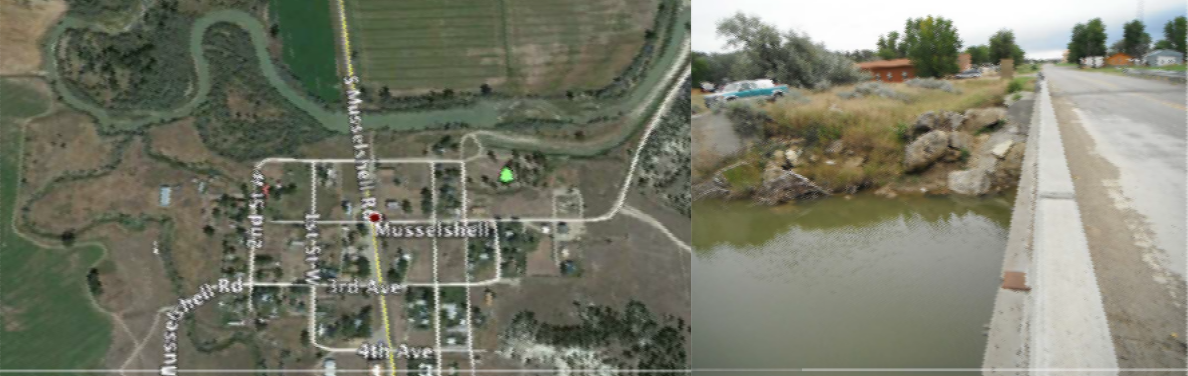 S Musselshell Rd
2nd St W
1st St W
Musselshell
3rd Ave
Musselshell Rd
4th Ave